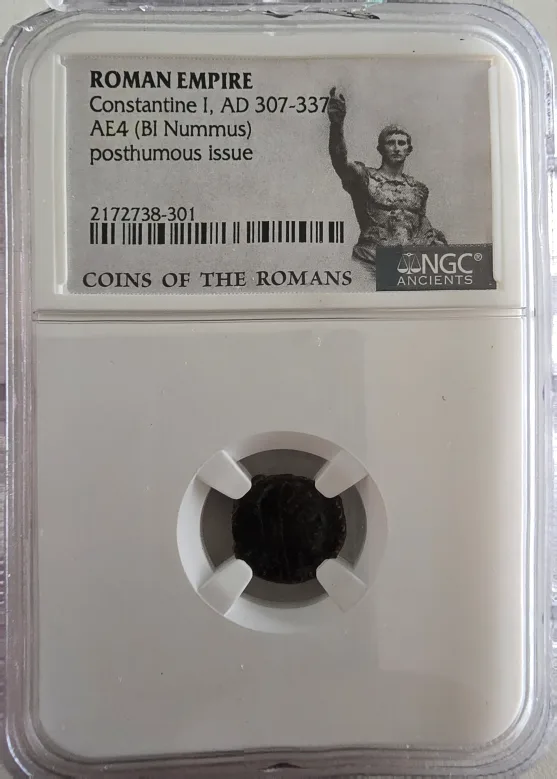 ROMAN EMPIRE
Constantine I, AD 307-337
AE4 (BI Nummus)
posthumous issue
2172738-301
COINS OF THE ROMANS
NGC®
ANCIENTS